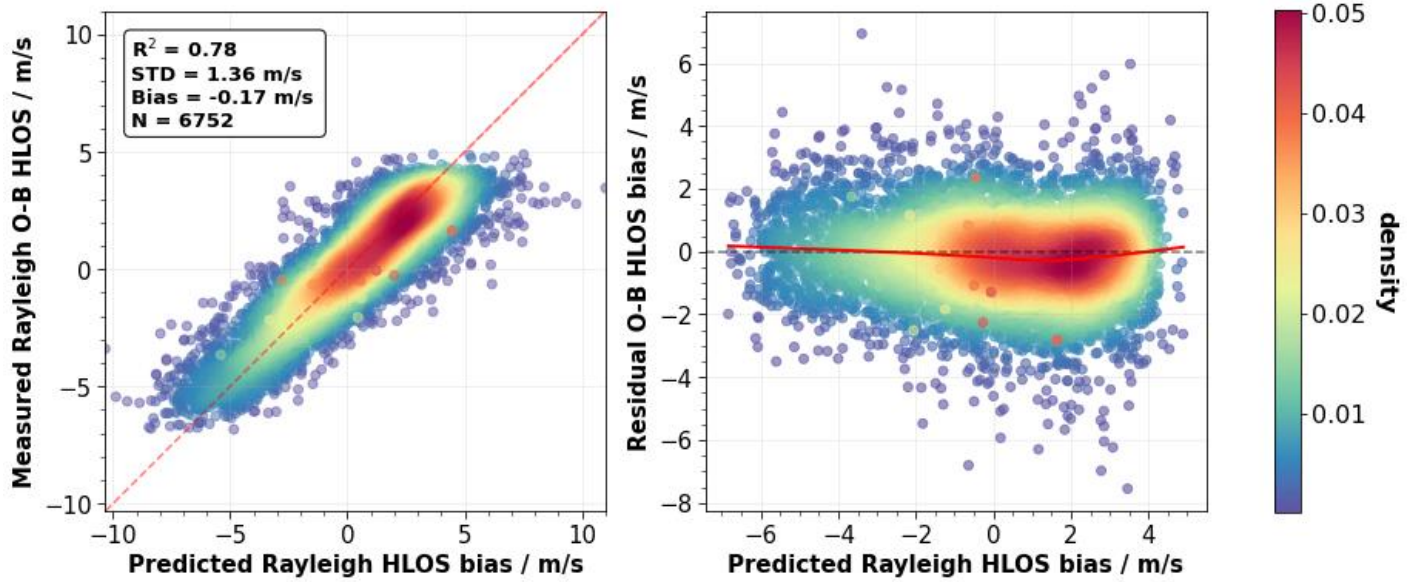 Measured Rayleigh O-B HLOS / m/s
10
5
0
−5
−10
R² = 0.78
STD = 1.36 m/s
Bias = -0.17 m/s
N = 6752
−10 −5 0 5 10
Predicted Rayleigh HLOS bias / m/s
Residual O-B HLOS bias / m/s
6
4
2
0
−2
−4
−6
−8
−6 −4 −2 0 2 4
Predicted Rayleigh HLOS bias / m/s
0.05
0.04
0.03
0.02
0.01
density